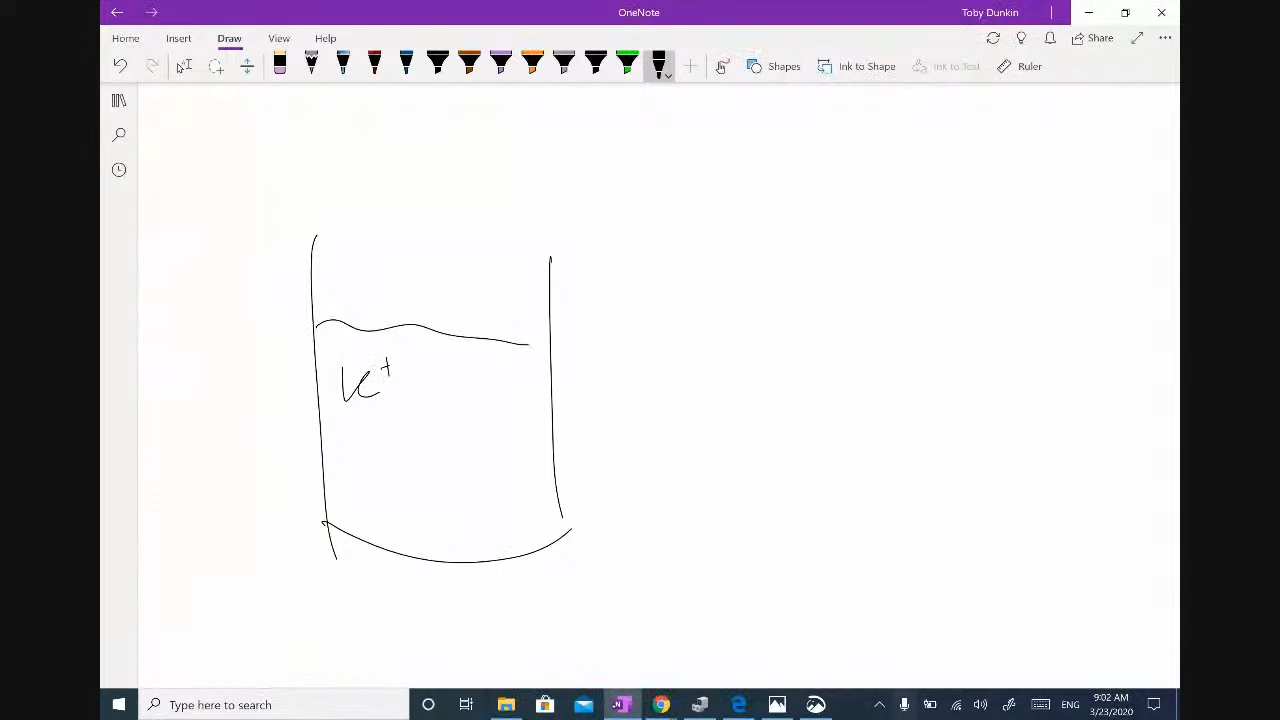 OneNote
Toby Dunkin
Home Insert Draw View Help
Share
Shapes Ink to Shape Ink to Text Ruler
K+
Type here to search
ENG
9:02 AM
3/23/2020